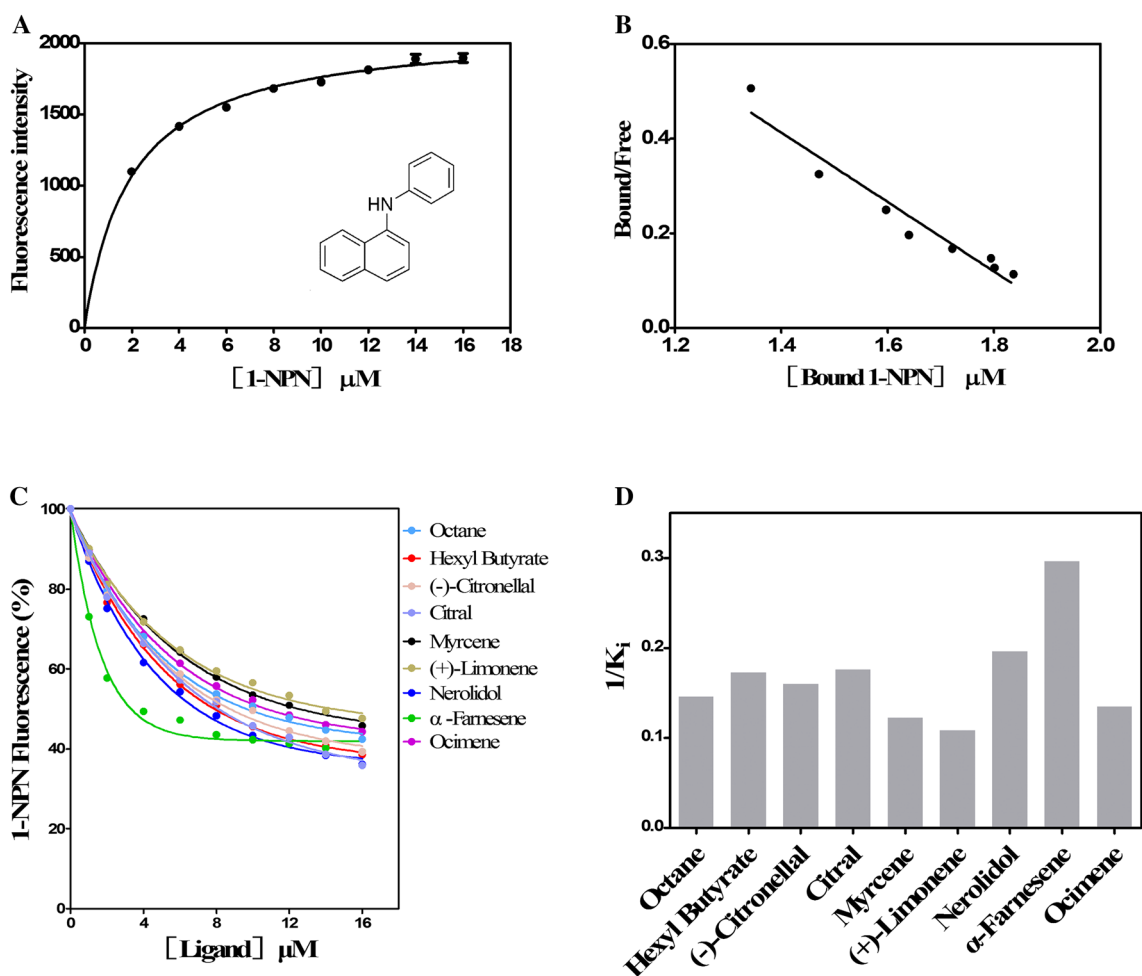 A
2000
1500
1000
500
0
0 2 4 6 8 10 12 14 16 18
Fluorescence intensity
[1-NPN] μM
HN
B
0.6
0.4
0.2
0.0
1.2 1.4 1.6 1.8 2.0
Bound/Free
[Bound 1-NPN] μM
C
100
80
60
40
20
0
0 4 8 12 16
1-NPN Fluorescence (%)
[Ligand] μM
Octane
Hexyl Butyrate
(-)-Citronellal
Citral
Myrcene
(+)-Limonene
Nerolidol
α -Farnesene
Ocimene
D
0.3
0.2
0.1
0.0
1/Ki
Octane
Hexyl Butyrate
(-)-Citronellal
Citral
Myrcene
(+)-Limonene
Nerolidol
α-Farnesene
Ocimene